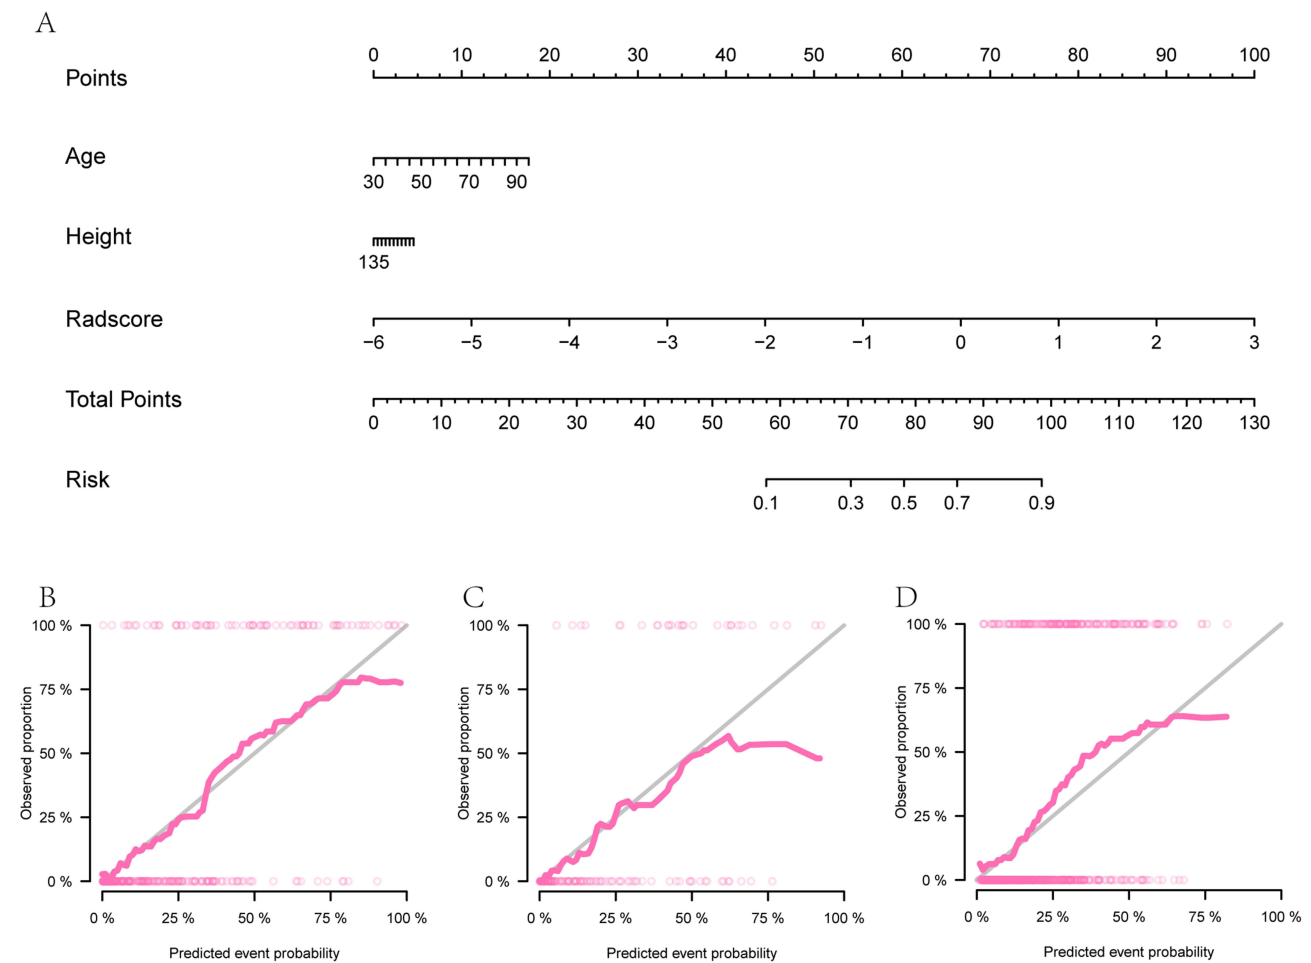 A
Points
0 10 20 30 40 50 60 70 80 90 100
Age
30 50 70 90
Height
135
Radscore
−6 −5 −4 −3 −2 −1 0 1 2 3
Total Points
0 10 20 30 40 50 60 70 80 90 100 110 120 130
Risk
0.1 0.3 0.5 0.7 0.9
B
Observed proportion
100 %
75 %
50 %
25 %
0 %
0 % 25 % 50 % 75 % 100 %
Predicted event probability
C
Observed proportion
100 %
75 %
50 %
25 %
0 %
0 % 25 % 50 % 75 % 100 %
Predicted event probability
D
Observed proportion
100 %
75 %
50 %
25 %
0 %
0 % 25 % 50 % 75 % 100 %
Predicted event probability